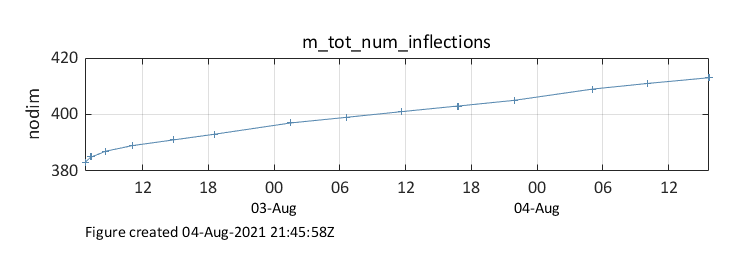 m_tot_num_inflections
420
400
380
nodim
12 18 00 06 12 18 00 06 12
03-Aug 04-Aug
Figure created 04-Aug-2021 21:45:58Z